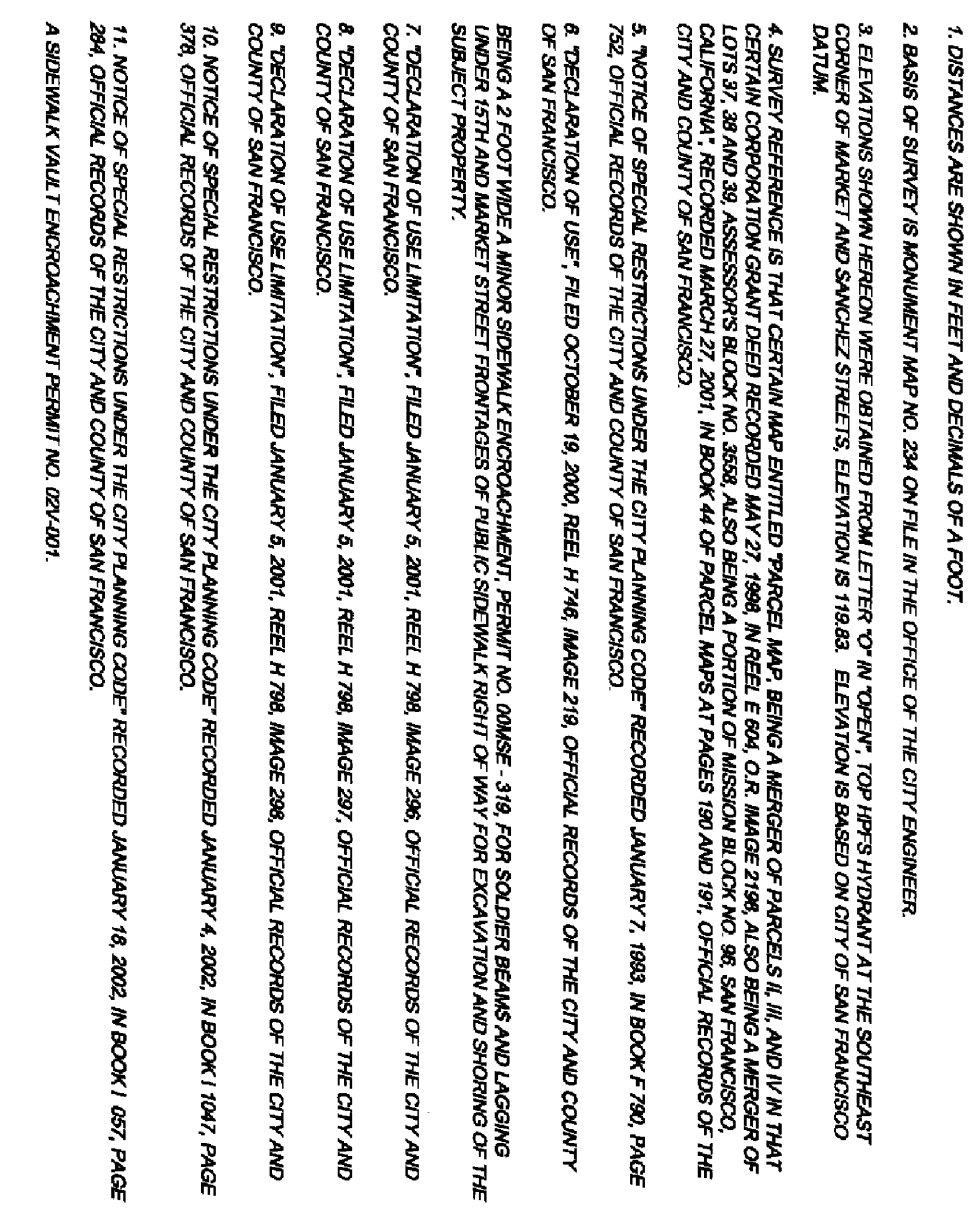 1. DISTANCES ARE SHOWN IN FEET AND DECIMALS OF A FOOT.
2. BASIS OF SURVEY IS MONUMENT MAP NO. 234 ON FILE IN THE OFFICE OF THE CITY ENGINEER.
3. ELEVATIONS SHOWN HEREON WERE OBTAINED FROM LETTER "O" IN "OPEN", TOP HPFS HYDRANT AT THE SOUTHEAST
CORNER OF MARKET AND SANCHEZ STREETS, ELEVATION IS 119.83. ELEVATION IS BASED ON CITY OF SAN FRANCISCO
DATUM.
4. SURVEY REFERENCE IS THAT CERTAIN MAP ENTITLED "PARCEL MAP, BEING A MERGER OF PARCELS II, III, AND IV IN THAT
CERTAIN CORPORATION GRANT DEED RECORDED MAY 27, 1998, IN REEL E 604, O.R. IMAGE 2198, ALSO BEING A MERGER OF
LOTS 37, 38 AND 39, ASSESSOR'S BLOCK NO. 3558, ALSO BEING A PORTION OF MISSION BLOCK NO. 96, SAN FRANCISCO,
CALIFORNIA", RECORDED MARCH 27, 2001, IN BOOK 44 OF PARCEL MAPS AT PAGES 190 AND 191, OFFICIAL RECORDS OF THE
CITY AND COUNTY OF SAN FRANCISCO.
5. "NOTICE OF SPECIAL RESTRICTIONS UNDER THE CITY PLANNING CODE" RECORDED JANUARY 7, 1993, IN BOOK F 790, PAGE
752, OFFICIAL RECORDS OF THE CITY AND COUNTY OF SAN FRANCISCO.
6. "DECLARATION OF USE", FILED OCTOBER 19, 2000, REEL H 746, IMAGE 219, OFFICIAL RECORDS OF THE CITY AND COUNTY
OF SAN FRANCISCO.
BEING A 2 FOOT WIDE A MINOR SIDEWALK ENCROACHMENT, PERMIT NO. 00MSE - 319, FOR SOLDIER BEAMS AND LAGGING
UNDER 15TH AND MARKET STREET FRONTAGES OF PUBLIC SIDEWALK RIGHT OF WAY FOR EXCAVATION AND SHORING OF THE
SUBJECT PROPERTY.
7. "DECLARATION OF USE LIMITATION", FILED JANUARY 5, 2001, REEL H 798, IMAGE 296, OFFICIAL RECORDS OF THE CITY AND
COUNTY OF SAN FRANCISCO.
8. "DECLARATION OF USE LIMITATION", FILED JANUARY 5, 2001, REEL H 798, IMAGE 297, OFFICIAL RECORDS OF THE CITY AND
COUNTY OF SAN FRANCISCO.
9. "DECLARATION OF USE LIMITATION", FILED JANUARY 5, 2001, REEL H 798, IMAGE 298, OFFICIAL RECORDS OF THE CITY AND
COUNTY OF SAN FRANCISCO.
10. NOTICE OF SPECIAL RESTRICTIONS UNDER THE CITY PLANNING CODE" RECORDED JANUARY 4, 2002, IN BOOK I 1047, PAGE
378, OFFICIAL RECORDS OF THE CITY AND COUNTY OF SAN FRANCISCO.
11. NOTICE OF SPECIAL RESTRICTIONS UNDER THE CITY PLANNING CODE" RECORDED JANUARY 18, 2002, IN BOOK I 057, PAGE
284, OFFICIAL RECORDS OF THE CITY AND COUNTY OF SAN FRANCISCO.
A SIDEWALK VAULT ENCROACHMENT PERMIT NO. 02V-001.